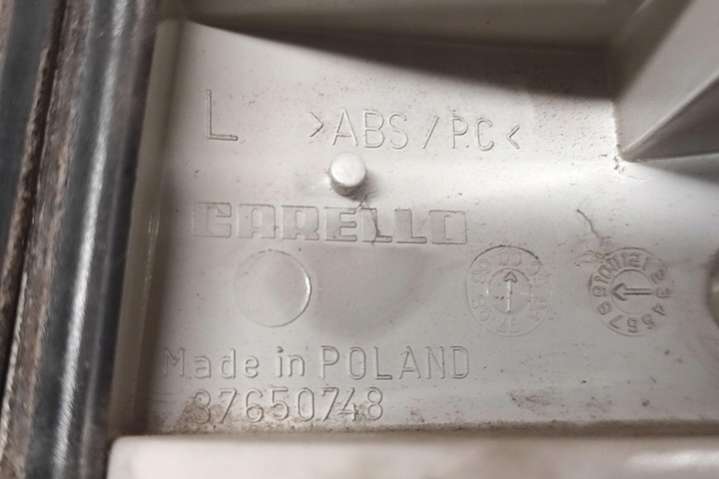 L >ABS/PC<
CARELLO
Made in POLAND
37650748